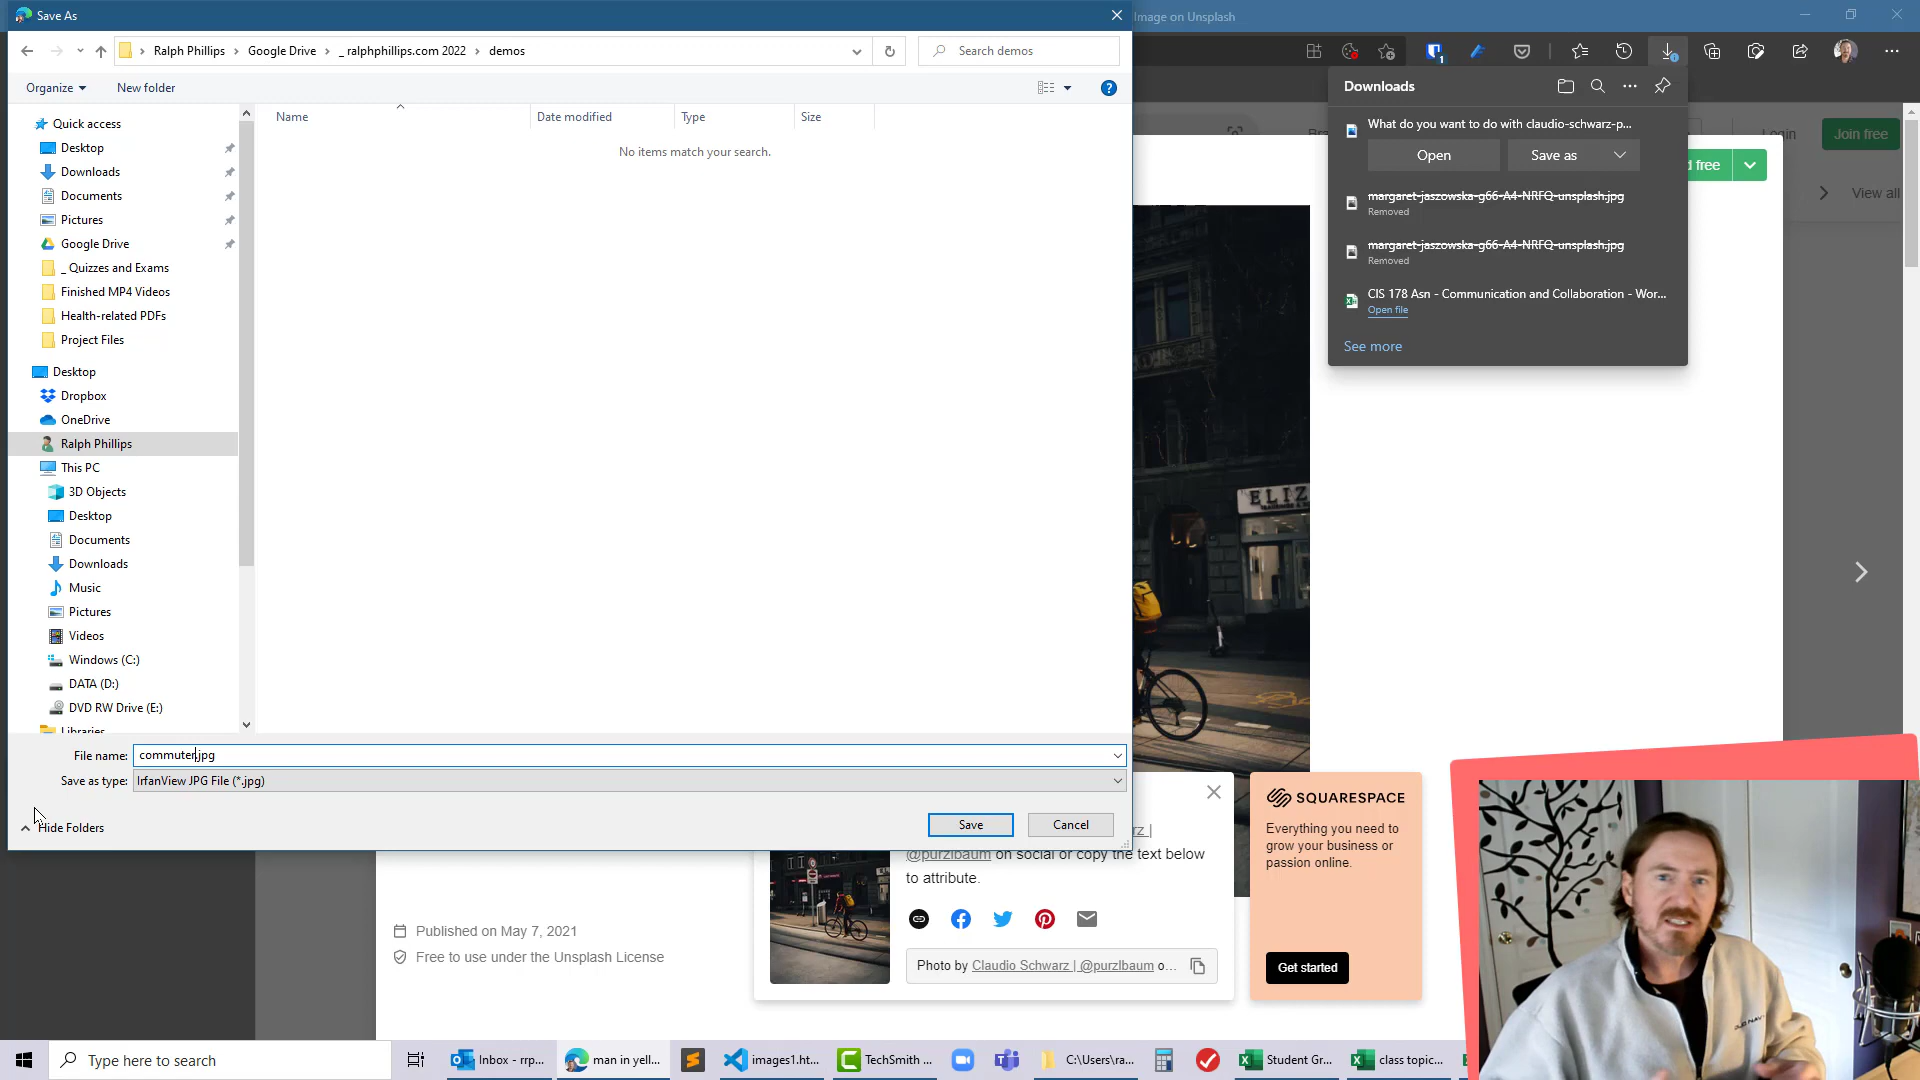 Save As
Image on Unsplash
Ralph Phillips
Google Drive
_ ralphphillips.com 2022
demos
Search demos
1
Organize
New folder
Name
Date modified
Type
Size
No items match your search.
Quick access
Desktop
Downloads
Documents
Pictures
Google Drive
_ Quizzes and Exams
Finished MP4 Videos
Health-related PDFs
Project Files
Desktop
Dropbox
OneDrive
Ralph Phillips
This PC
3D Objects
Desktop
Documents
Downloads
Music
Pictures
Videos
Windows (C:)
DATA (D:)
DVD RW Drive (E:)
Libraries
File name: commuter.jpg
Save as type: IrfanView JPG File (*.jpg)
Hide Folders
Save
Cancel
Downloads
What do you want to do with claudio-schwarz-p...
Open
Save as
margaret-jaszowska-g66-A4-NRFQ-unsplash.jpg
Removed
margaret-jaszowska-g66-A4-NRFQ-unsplash.jpg
Removed
CIS 178 Asn - Communication and Collaboration - Wor...
Open file
See more
Login
Join free
free
View all
ELIZ
rz |
@purzlbaum on social or copy the text below
to attribute.
Photo by Claudio Schwarz | @purzlbaum o...
SQUARESPACE
Everything you need to
grow your business or
passion online.
Get started
Published on May 7, 2021
Free to use under the Unsplash License
Type here to search
Inbox - rrp...
man in yell...
images1.ht...
TechSmith ...
C:\Users\ra...
Student Gr...
class topic...